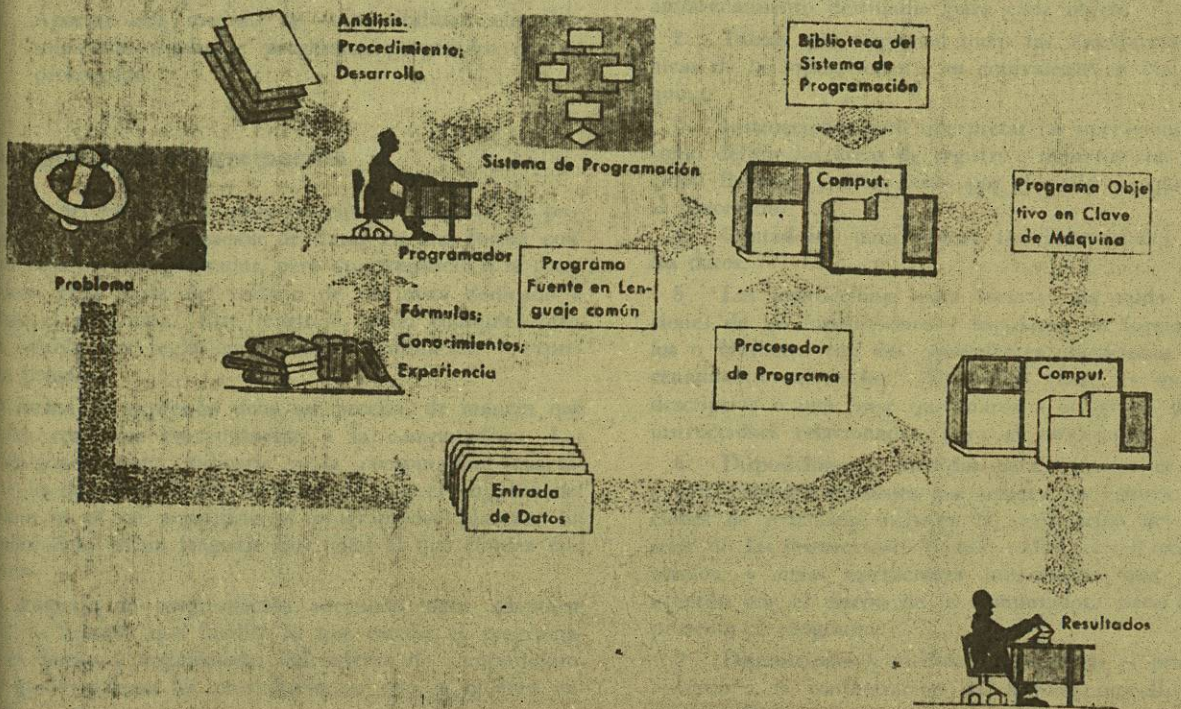 Análisis.
Procedimiento;
Desarrollo
Biblioteca del
Sistema de
Programación
Sistema de Programación
Comput.
Programa Obje
tivo en Clave
de Máquina
Programador
Problema
Programa
Fuente en Len-
guaje común
Fórmulas;
Conocimientos;
Experiencia
Procesador
de Programa
Comput.
Entrada
de Datos
Resultados